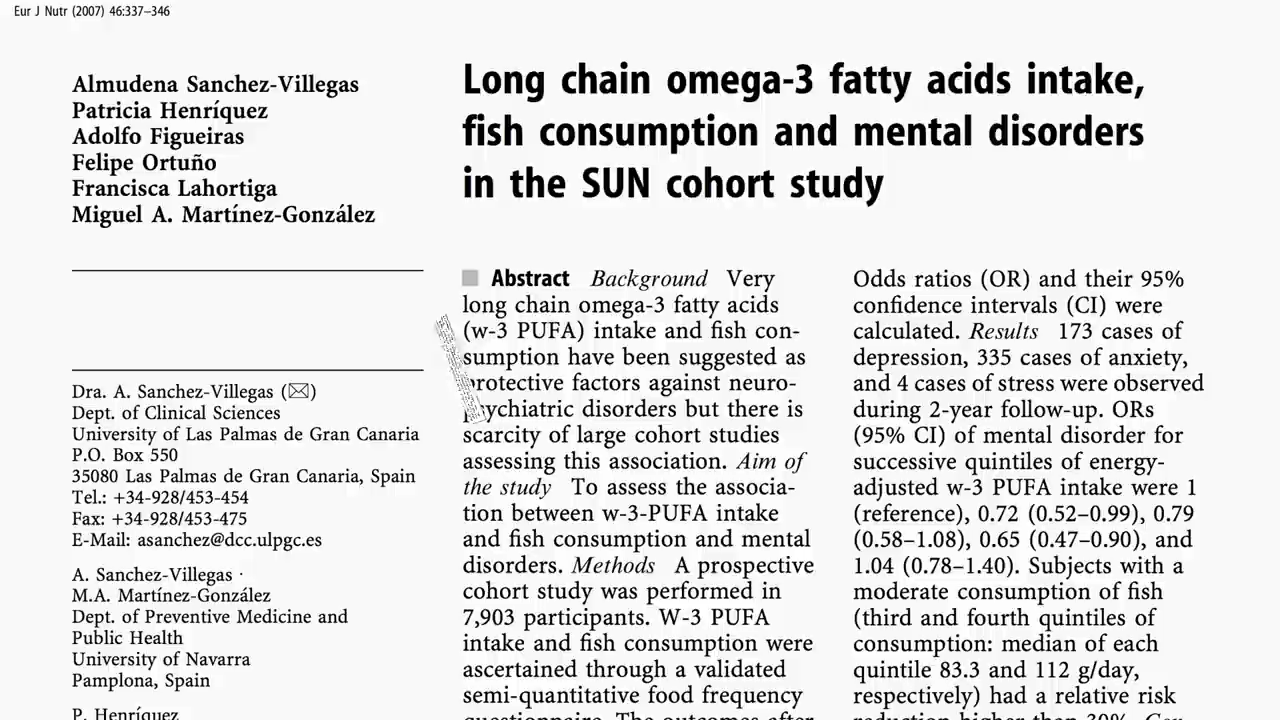 Eur J Nutr (2007) 46:337–346
Almudena Sanchez-Villegas
Patricia Henríquez
Adolfo Figueiras
Felipe Ortuño
Francisca Lahortiga
Miguel A. Martínez-González
Long chain omega-3 fatty acids intake,
fish consumption and mental disorders
in the SUN cohort study
Dra. A. Sanchez-Villegas (✉)
Dept. of Clinical Sciences
University of Las Palmas de Gran Canaria
P.O. Box 550
35080 Las Palmas de Gran Canaria, Spain
Tel.: +34-928/453-454
Fax: +34-928/453-475
E-Mail: asanchez@dcc.ulpgc.es
A. Sanchez-Villegas ·
M.A. Martínez-González
Dept. of Preventive Medicine and
Public Health
University of Navarra
Pamplona, Spain
P. Henríquez
Abstract Background Very
long chain omega-3 fatty acids
(w-3 PUFA) intake and fish con-
sumption have been suggested as
protective factors against neuro-
psychiatric disorders but there is
scarcity of large cohort studies
assessing this association. Aim of
the study To assess the associa-
tion between w-3-PUFA intake
and fish consumption and mental
disorders. Methods A prospective
cohort study was performed in
7,903 participants. W-3 PUFA
intake and fish consumption were
ascertained through a validated
semi-quantitative food frequency
questionnaire. The outcomes after
Odds ratios (OR) and their 95%
confidence intervals (CI) were
calculated. Results 173 cases of
depression, 335 cases of anxiety,
and 4 cases of stress were observed
during 2-year follow-up. ORs
(95% CI) of mental disorder for
successive quintiles of energy-
adjusted w-3 PUFA intake were 1
(reference), 0.72 (0.52–0.99), 0.79
(0.58–1.08), 0.65 (0.47–0.90), and
1.04 (0.78–1.40). Subjects with a
moderate consumption of fish
(third and fourth quintiles of
consumption: median of each
quintile 83.3 and 112 g/day,
respectively) had a relative risk
reduction higher than 30%.